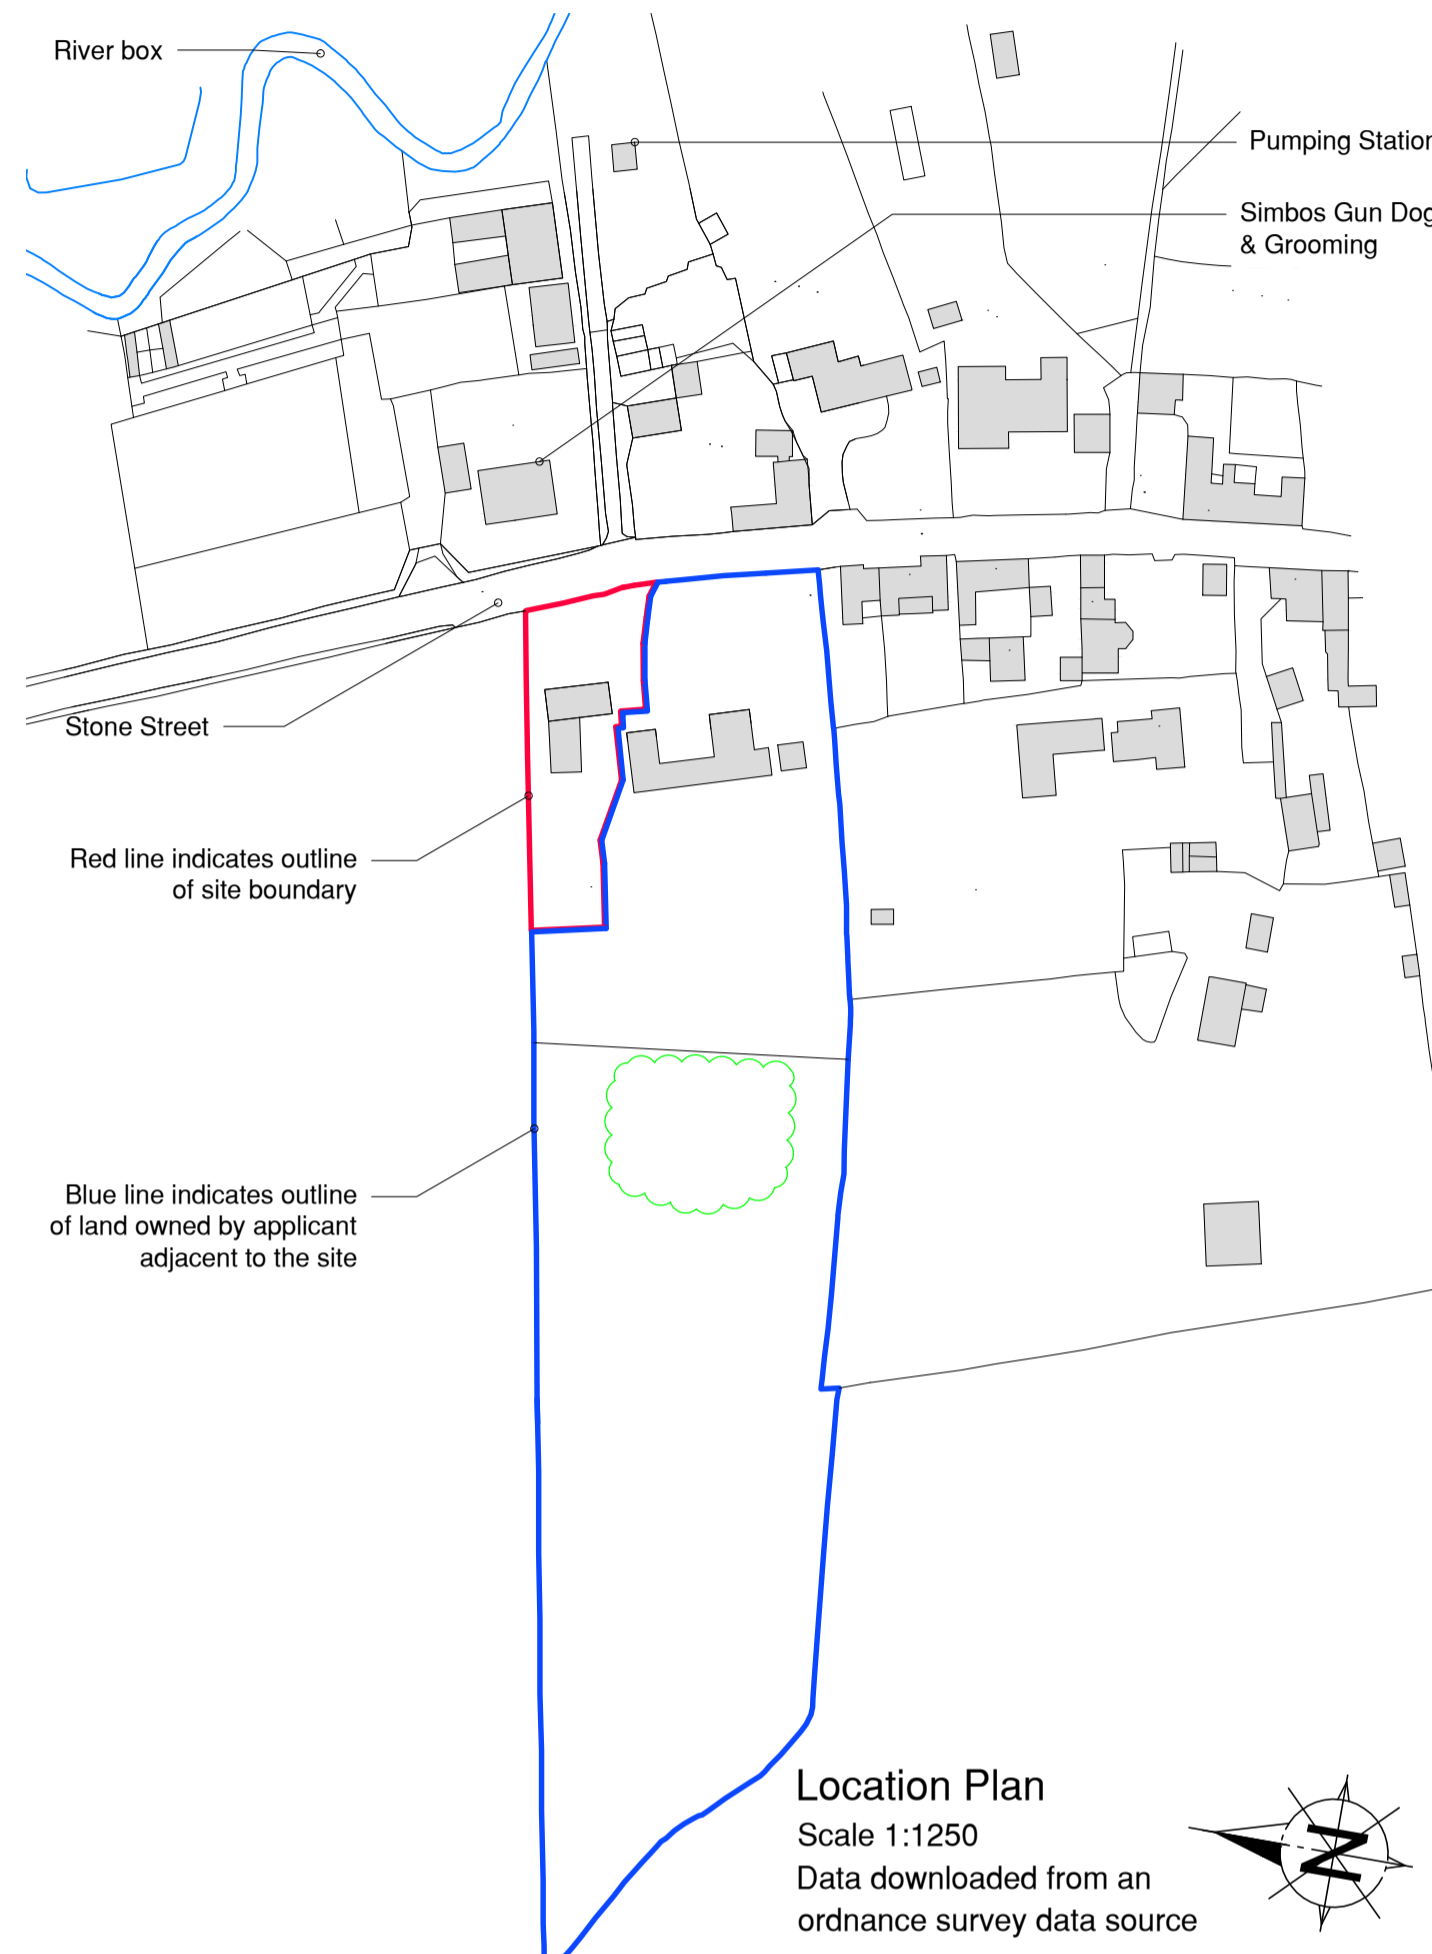 River box
Pumping Station
Simbos Gun Dog
& Grooming
Stone Street
Red line indicates outline
of site boundary
Blue line indicates outline
of land owned by applicant
adjacent to the site
Location Plan
Scale 1:1250
Data downloaded from an
ordnance survey data source
N